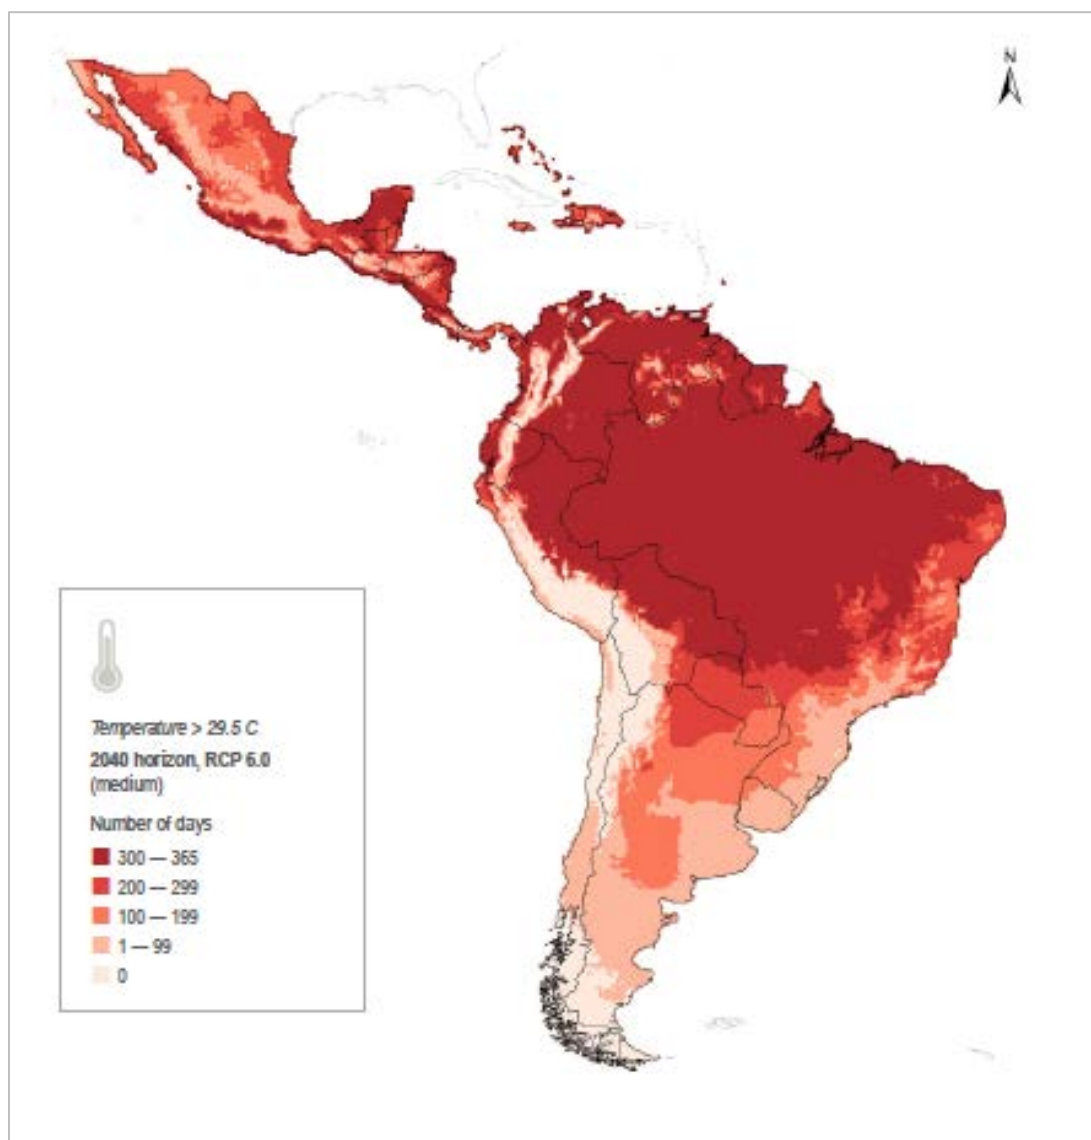 N
Temperature > 29.5 C
2040 horizon, RCP 6.0
(medium)
Number of days
300 — 365
200 — 299
100 — 199
1 — 99
0